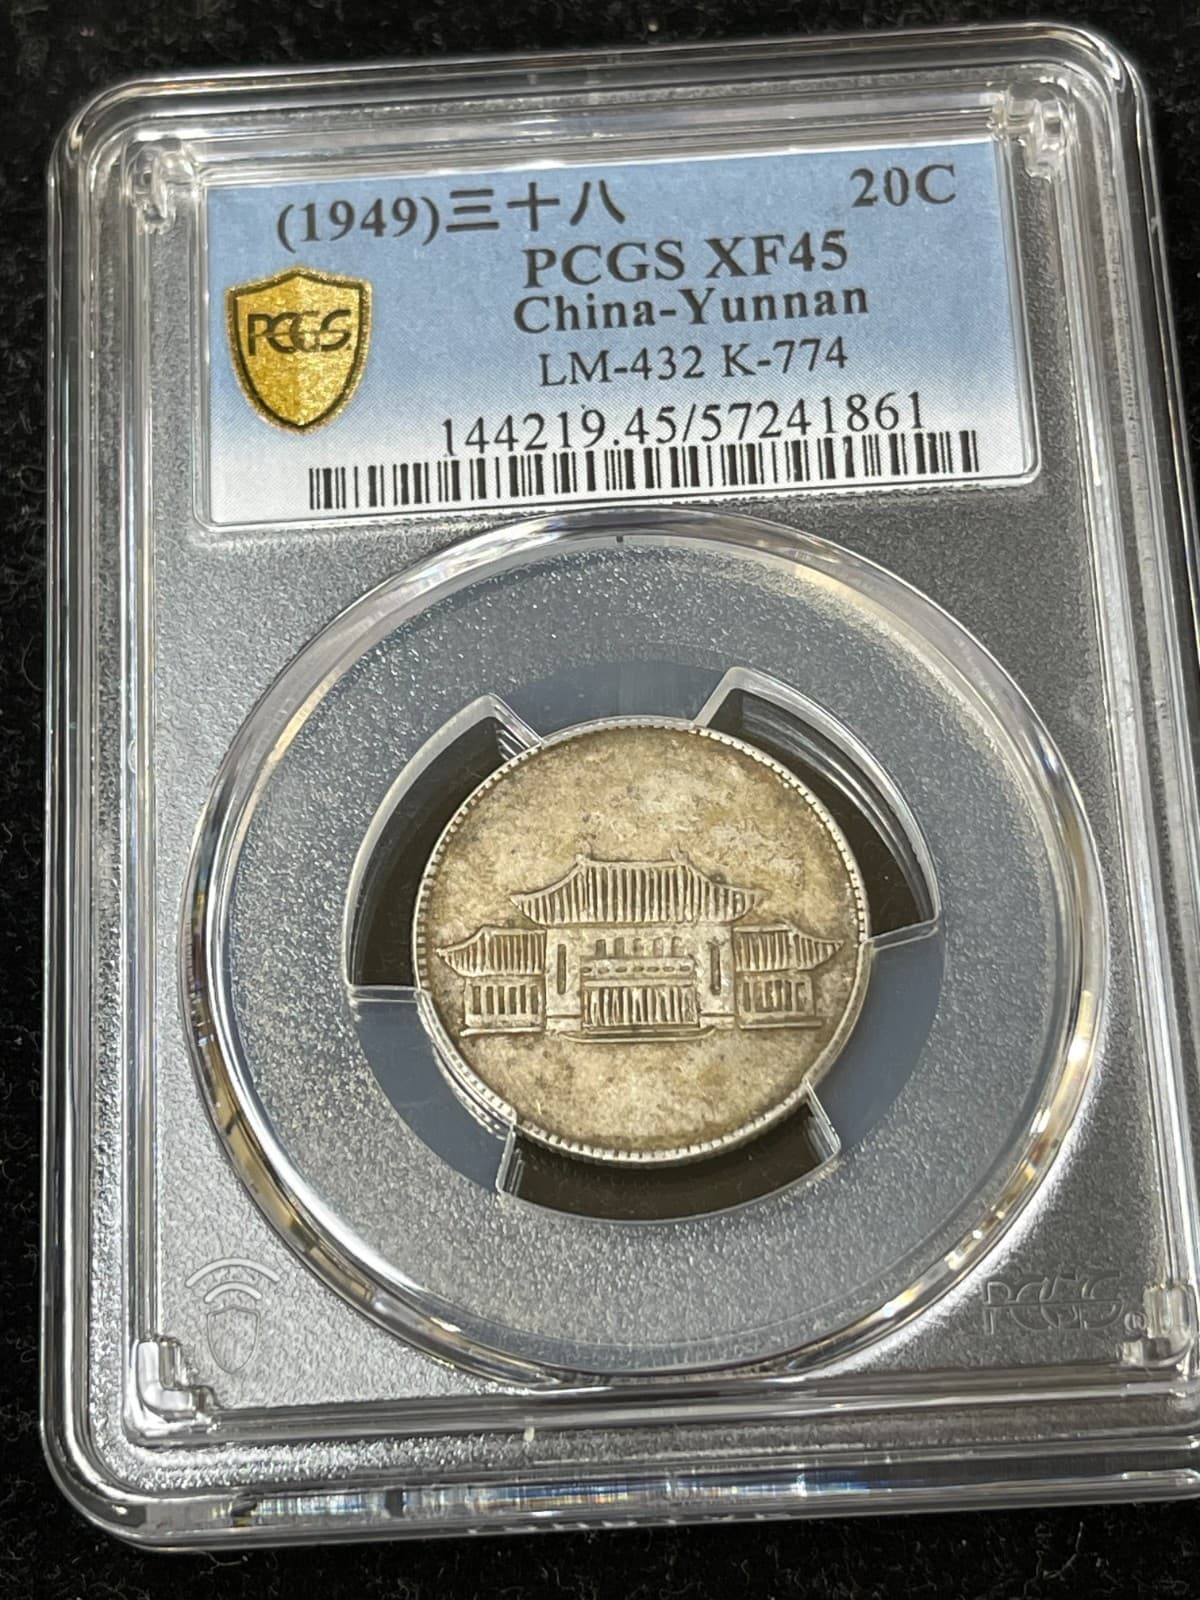 (1949)三十八 20C
PCGS XF45
China-Yunnan
LM-432 K-774
144219.45/57241861
PCGS
PCGS